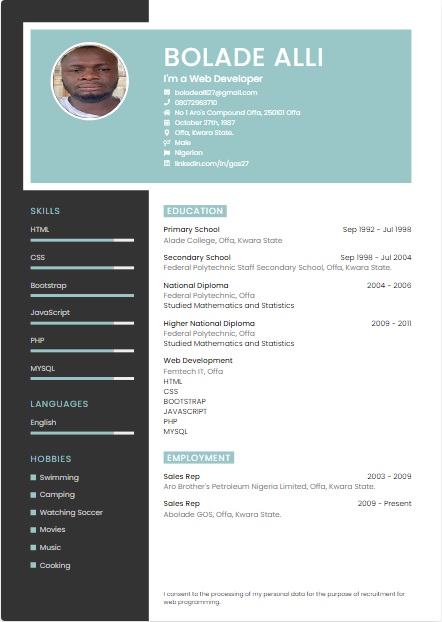 BOLADE ALLI
I'm a Web Developer
boladealli27@gmail.com
08072963710
No 1 Aro's Compound Offa, 250101 Offa
October 27th, 1987
Offa, Kwara State.
Male
Nigerian
linkedin.com/in/gos27
SKILLS
HTML
CSS
Bootstrap
JavaScript
PHP
MYSQL
LANGUAGES
English
HOBBIES
Swimming
Camping
Watching Soccer
Movies
Music
Cooking
EDUCATION
Primary School Sep 1992 - Jul 1998
Alade College, Offa, Kwara State
Secondary School Sep 1998 - Jul 2004
Federal Polytechnic Staff Secondary School, Offa, Kwara State.
National Diploma 2004 - 2006
Federal Polytechnic, Offa
Studied Mathematics and Statistics
Higher National Diploma 2009 - 2011
Federal Polytechnic, Offa
Studied Mathematics and Statistics
Web Development
Femtech IT, Offa
HTML
CSS
BOOTSTRAP
JAVASCRIPT
PHP
MYSQL
EMPLOYMENT
Sales Rep 2003 - 2009
Aro Brother's Petroleum Nigeria Limited, Offa, Kwara State.
Sales Rep 2009 - Present
Abolade GOS, Offa, Kwara State.
I consent to the processing of my personal data for the purpose of recruitment for
web programming.